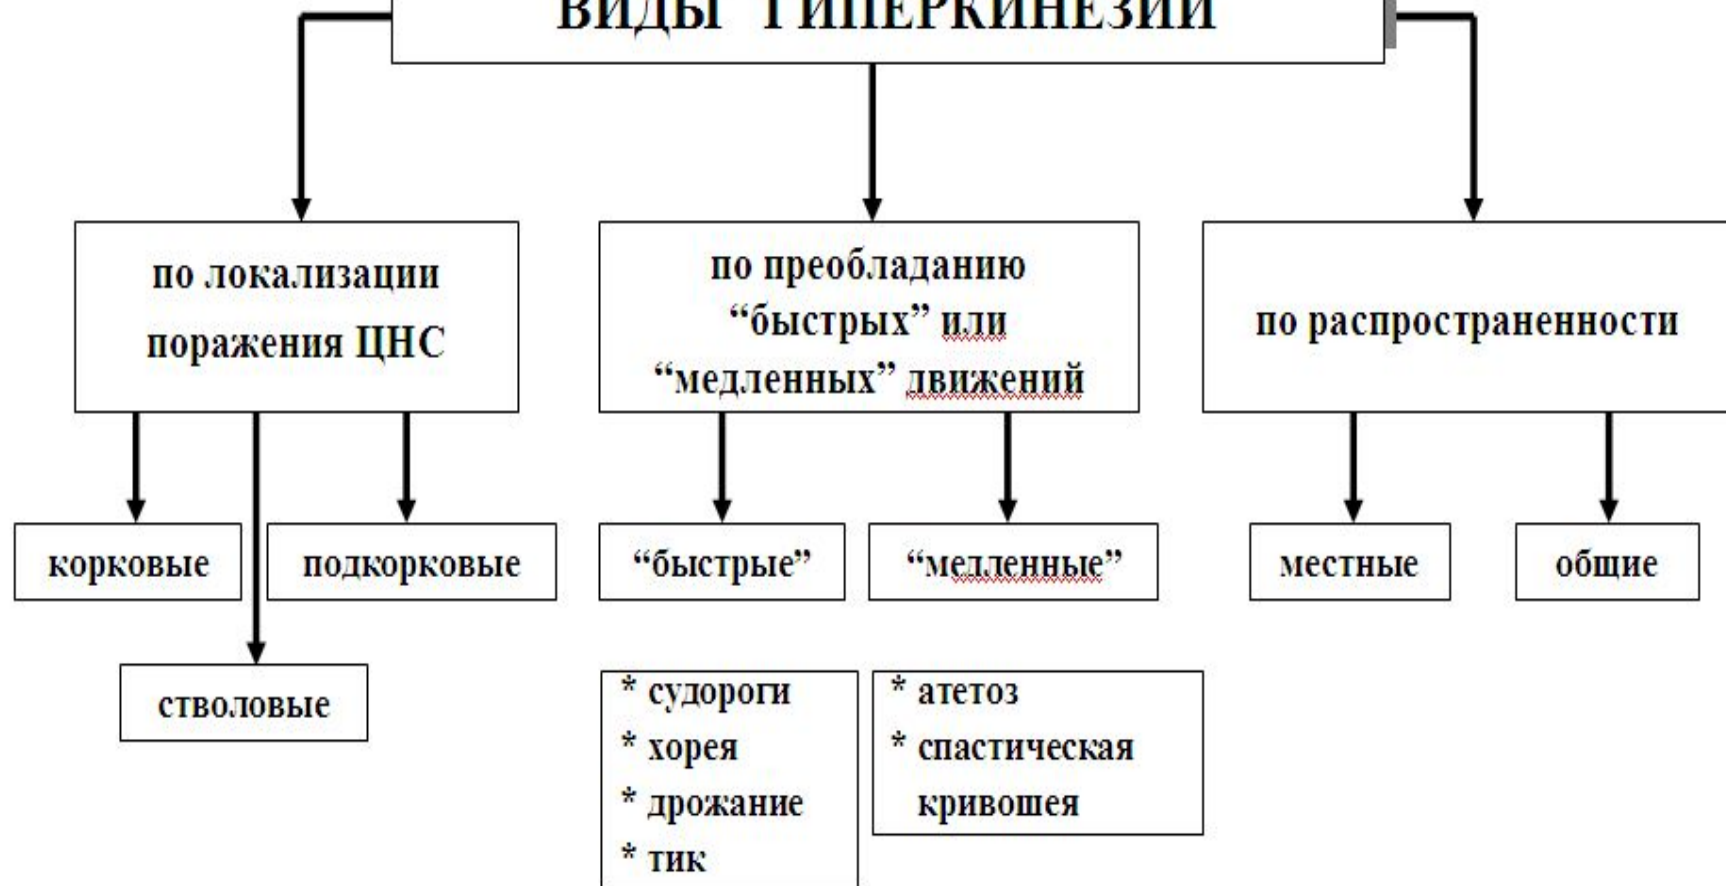 ВИДЫ ГИПЕРКИНЕЗИЙ
по локализации
поражения ЦНС
по преобладанию
“быстрых” или
“медленных” движений
по распространенности
корковые
подкорковые
“быстрые”
“медленные”
местные
общие
стволовые
* судороги
* хорея
* дрожание
* тик
* атетоз
* спастическая
кривошея